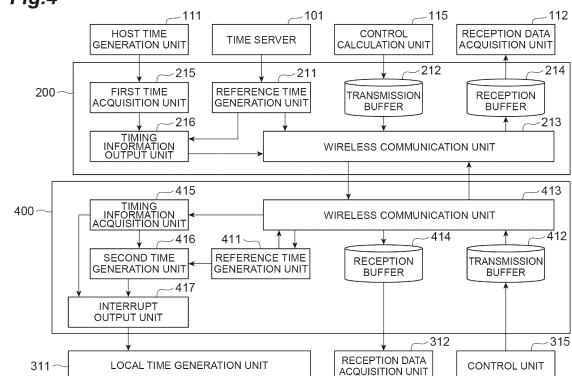 Fig.4
111
101
115
112
HOST TIME
GENERATION UNIT
TIME SERVER
CONTROL
CALCULATION UNIT
RECEPTION DATA
ACQUISITION UNIT
200
215
211
212
214
FIRST TIME
ACQUISITION UNIT
REFERENCE TIME
GENERATION UNIT
TRANSMISSION
BUFFER
RECEPTION
BUFFER
216
213
TIMING
INFORMATION
OUTPUT UNIT
WIRELESS COMMUNICATION UNIT
400
415
413
TIMING
INFORMATION
ACQUISITION UNIT
WIRELESS COMMUNICATION UNIT
416
411
414
412
SECOND TIME
GENERATION UNIT
REFERENCE TIME
GENERATION UNIT
RECEPTION
BUFFER
TRANSMISSION
BUFFER
417
INTERRUPT
OUTPUT UNIT
312
315
311
LOCAL TIME GENERATION UNIT
RECEPTION DATA
ACQUISITION UNIT
CONTROL UNIT